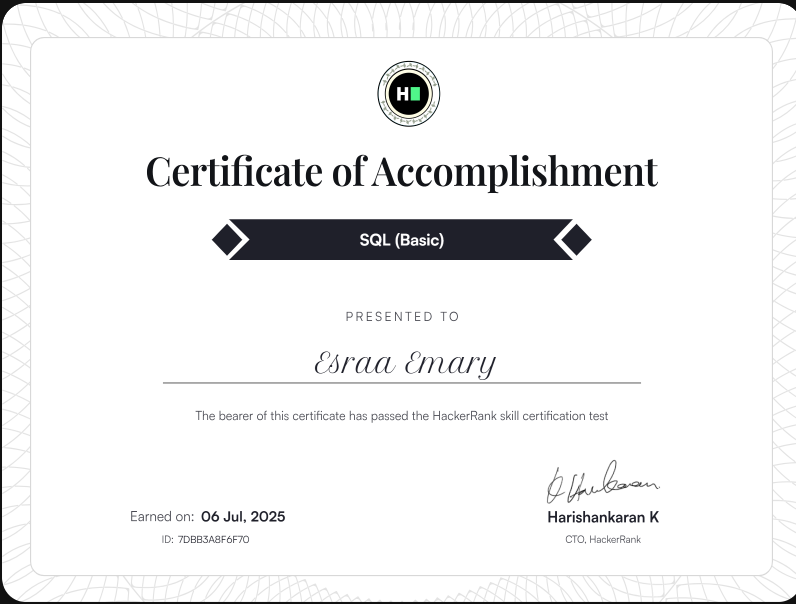 H
Certificate of Accomplishment
SQL (Basic)
PRESENTED TO
Esraa Emary
The bearer of this certificate has passed the HackerRank skill certification test
Earned on: 06 Jul, 2025
ID: 7DBB3A8F6F70
Harishankaran K
CTO, HackerRank